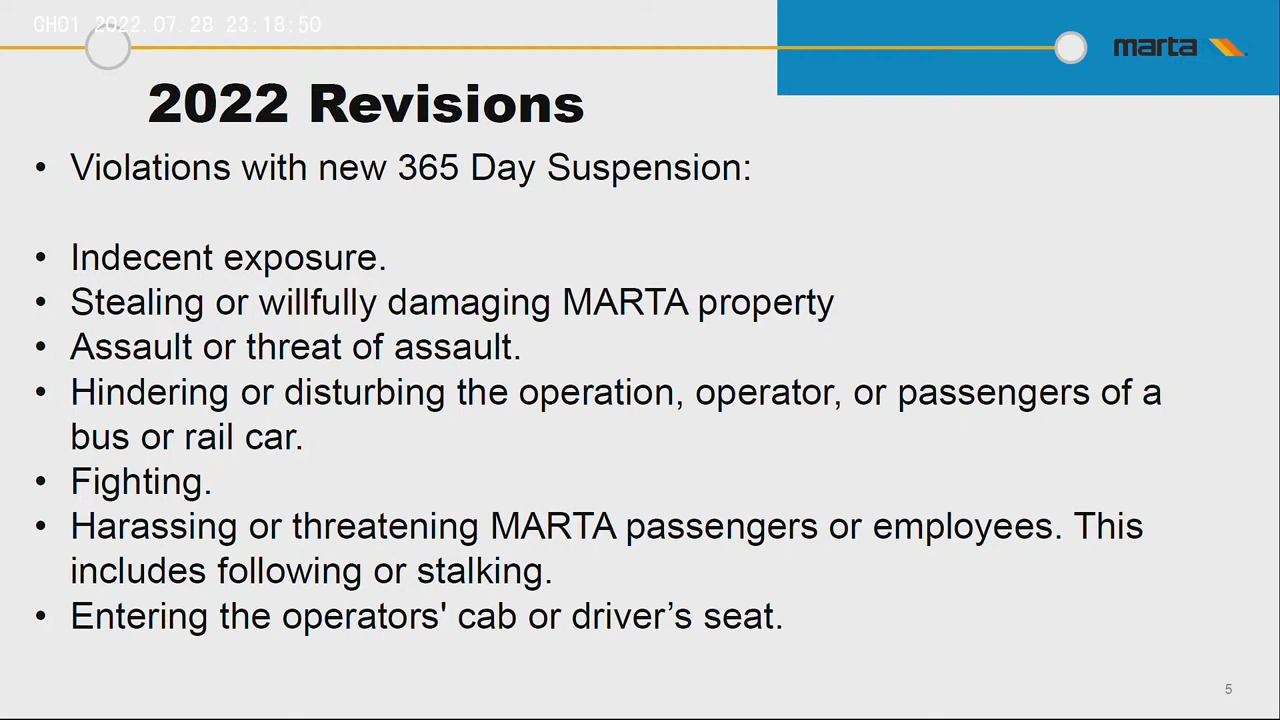 CH01 2022.07.28 23:18:50
marta
2022 Revisions
• Violations with new 365 Day Suspension:
• Indecent exposure.
• Stealing or willfully damaging MARTA property
• Assault or threat of assault.
• Hindering or disturbing the operation, operator, or passengers of a
bus or rail car.
• Fighting.
• Harassing or threatening MARTA passengers or employees. This
includes following or stalking.
• Entering the operators' cab or driver’s seat.
5